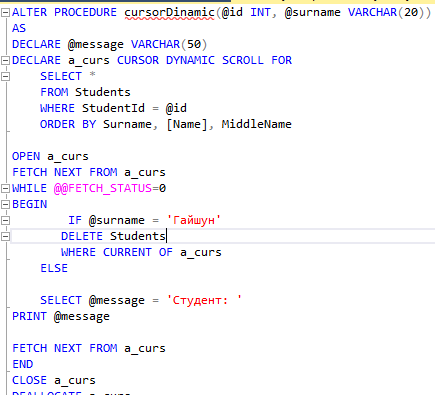 ALTER PROCEDURE cursorDinamic(@id INT, @surname VARCHAR(20))
AS
DECLARE @message VARCHAR(50)
DECLARE a_curs CURSOR DYNAMIC SCROLL FOR
SELECT *
FROM Students
WHERE StudentId = @id
ORDER BY Surname, [Name], MiddleName
OPEN a_curs
FETCH NEXT FROM a_curs
WHILE @@FETCH_STATUS=0
BEGIN
IF @surname = 'Гайшун'
DELETE Students
WHERE CURRENT OF a_curs
ELSE
SELECT @message = 'Студент: '
PRINT @message
FETCH NEXT FROM a_curs
END
CLOSE a_curs
DEALLOCATE a_curs